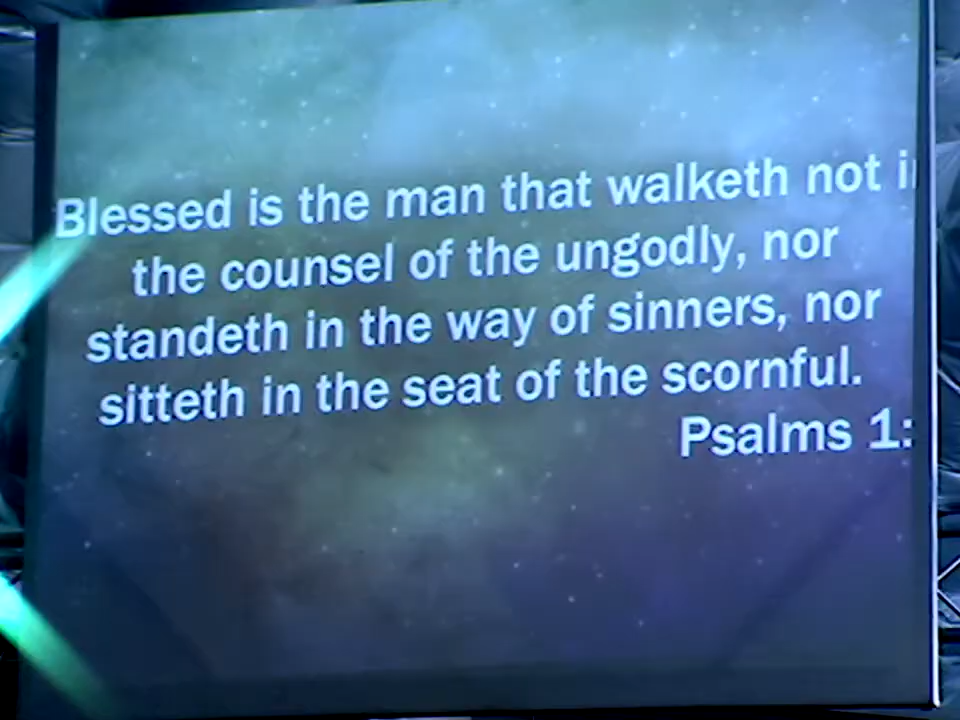 Blessed is the man that walketh not in
the counsel of the ungodly, nor
standeth in the way of sinners, nor
sitteth in the seat of the scornful.
Psalms 1: